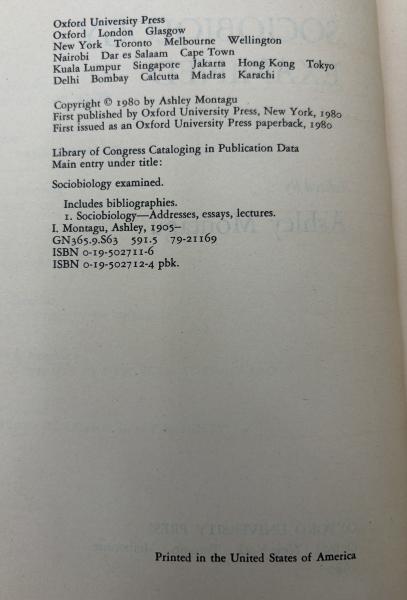 Oxford University Press
Oxford London Glasgow
New York Toronto Melbourne Wellington
Nairobi Dar es Salaam Cape Town
Kuala Lumpur Singapore Jakarta Hong Kong Tokyo
Delhi Bombay Calcutta Madras Karachi
Copyright © 1980 by Ashley Montagu
First published by Oxford University Press, New York, 1980
First issued as an Oxford University Press paperback, 1980
Library of Congress Cataloging in Publication Data
Main entry under title:
Sociobiology examined.
Includes bibliographies.
1. Sociobiology—Addresses, essays, lectures.
I. Montagu, Ashley, 1905–
GN365.9.S63 591.5 79-21169
ISBN 0-19-502711-6
ISBN 0-19-502712-4 pbk.
Printed in the United States of America